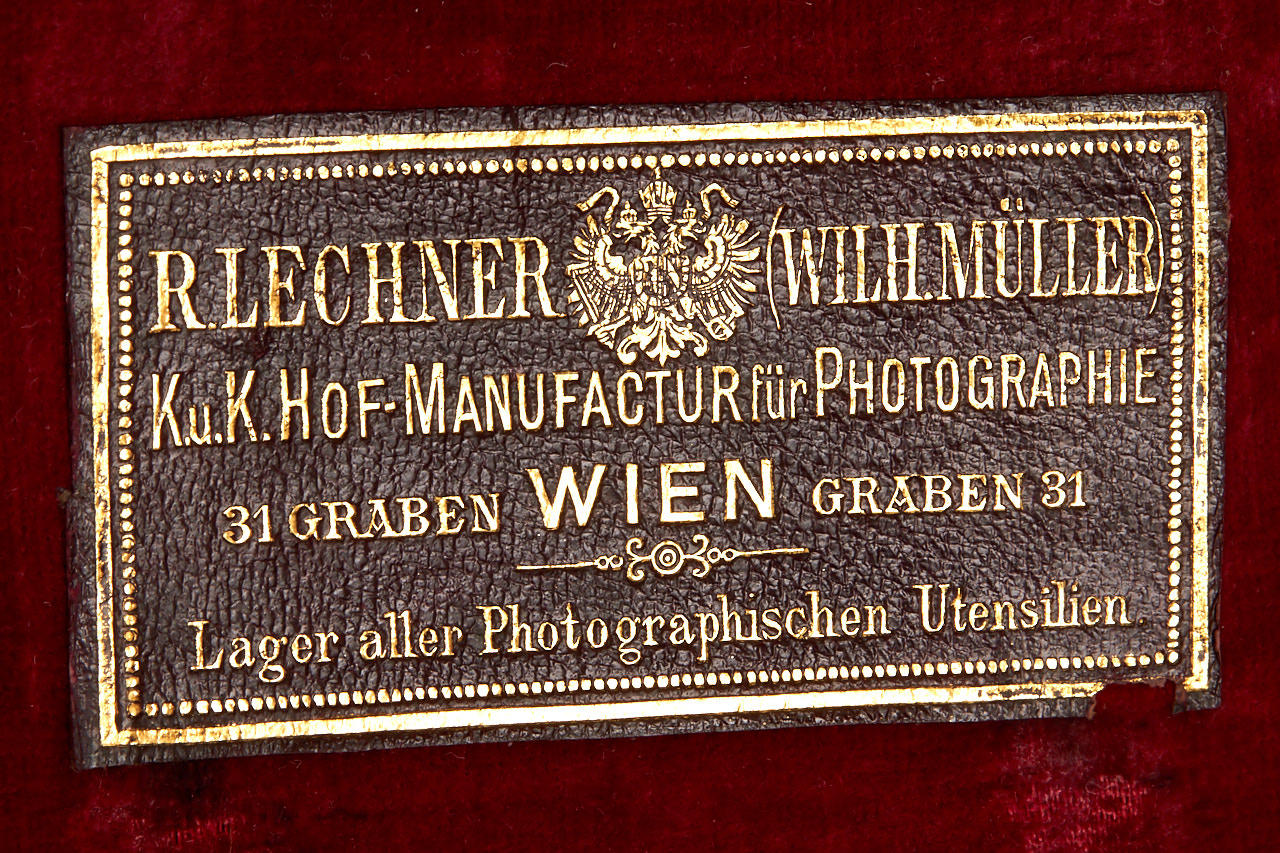 R. LECHNER (WILH. MÜLLER)
K.u.K. HOF-MANUFACTUR für PHOTOGRAPHIE
31 GRABEN WIEN GRABEN 31
Lager aller Photographischen Utensilien.